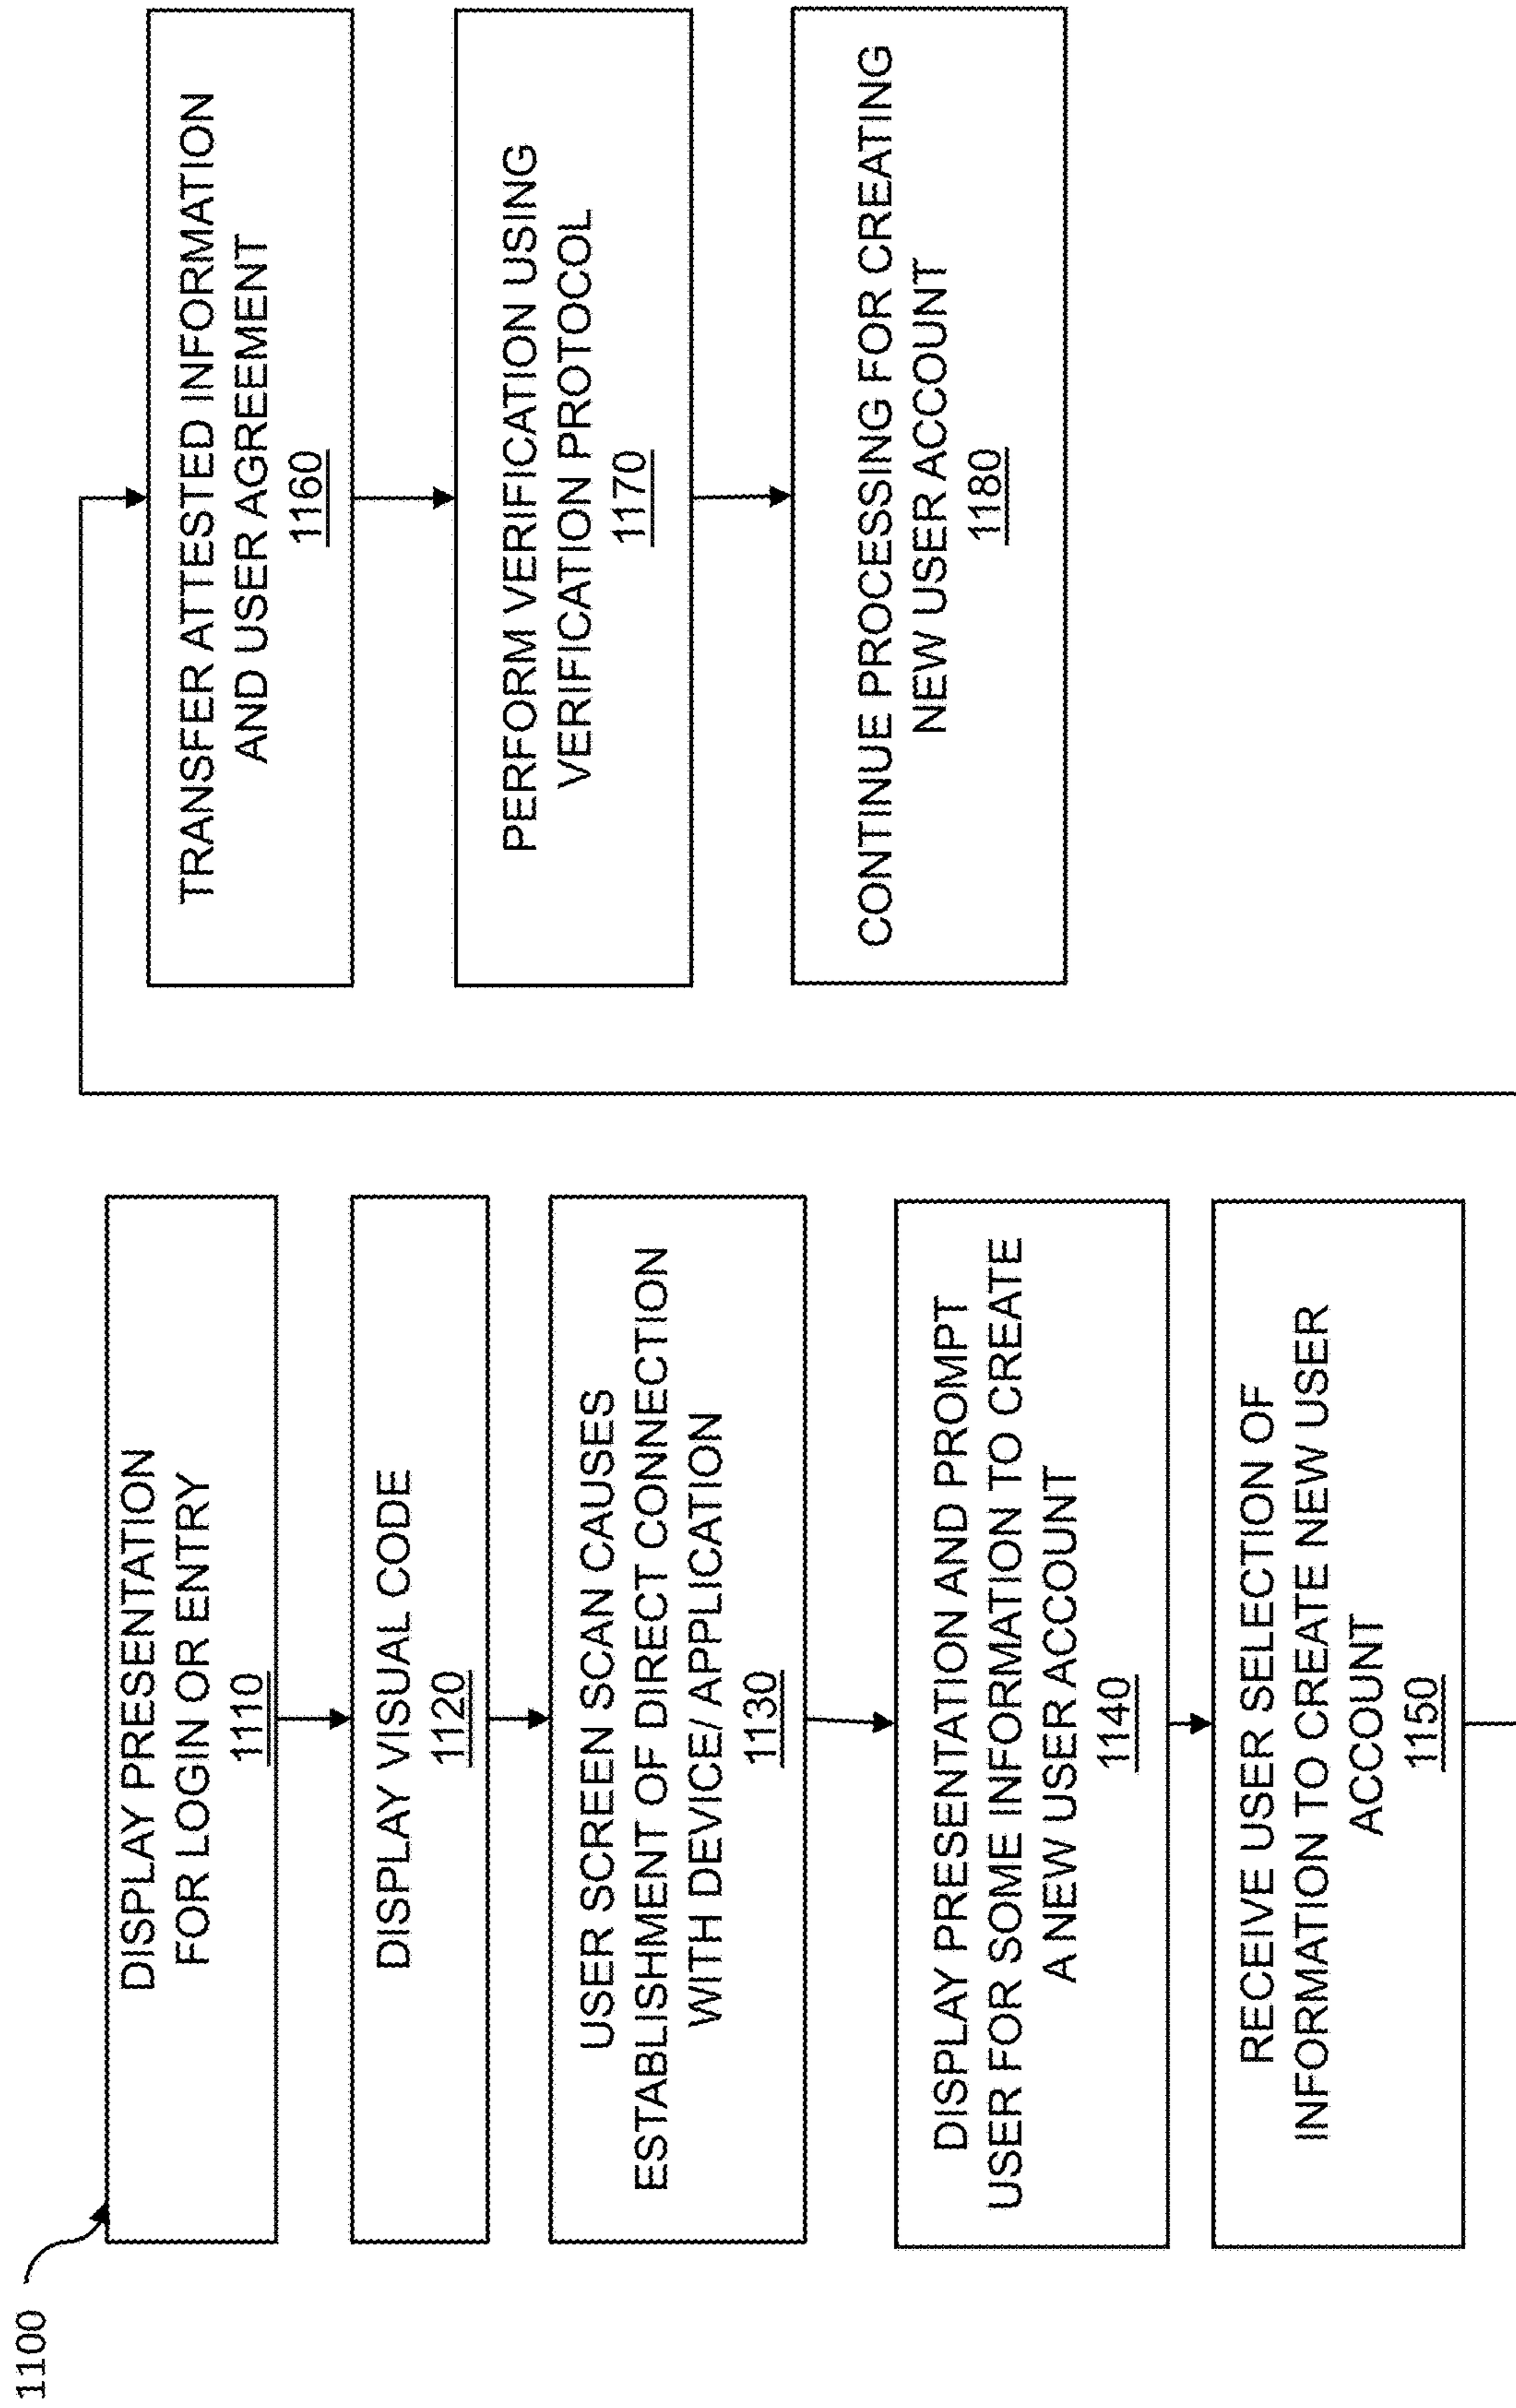 1100
DISPLAY PRESENTATION
FOR LOGIN OR ENTRY
1110
DISPLAY VISUAL CODE
1120
USER SCREEN SCAN CAUSES
ESTABLISHMENT OF DIRECT CONNECTION
WITH DEVICE/ APPLICATION
1130
DISPLAY PRESENTATION AND PROMPT
USER FOR SOME INFORMATION TO CREATE
A NEW USER ACCOUNT
1140
RECEIVE USER SELECTION OF
INFORMATION TO CREATE NEW USER
ACCOUNT
1150
TRANSFER ATTESTED INFORMATION
AND USER AGREEMENT
1160
PERFORM VERIFICATION USING
VERIFICATION PROTOCOL
1170
CONTINUE PROCESSING FOR CREATING
NEW USER ACCOUNT
1180